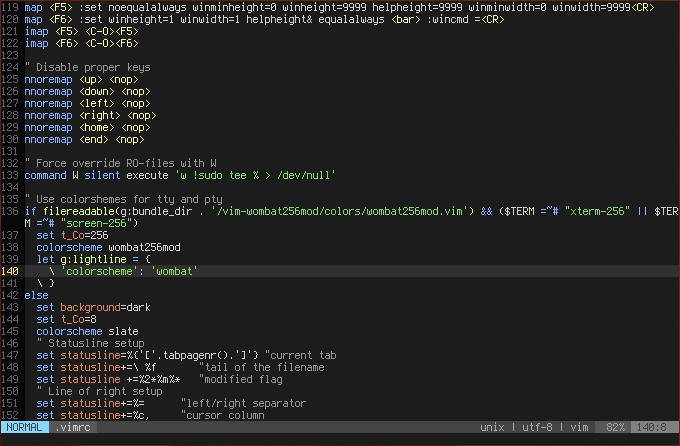 119 map <F5> :set noequalalways winminheight=0 winheight=9999 helpheight=9999 winminwidth=0 winwidth=9999<CR>
120 map <F6> :set winheight=1 winwidth=1 helpheight& equalalways <bar> :wincmd =<CR>
121 imap <F5> <C-O><F5>
122 imap <F6> <C-O><F6>
123
124 " Disable proper keys
125 nnoremap <up> <nop>
126 nnoremap <down> <nop>
127 nnoremap <left> <nop>
128 nnoremap <right> <nop>
129 nnoremap <home> <nop>
130 nnoremap <end> <nop>
131
132 " Force override RO-files with W
133 command W silent execute 'w !sudo tee % > /dev/null'
134
135 " Use colorshemes for tty and pty
136 if filereadable(g:bundle_dir . '/vim-wombat256mod/colors/wombat256mod.vim') && ($TERM =~# "xterm-256" || $TER
M =~# "screen-256")
137 set t_Co=256
138 colorscheme wombat256mod
139 let g:lightline = {
140 \ 'colorscheme': 'wombat'
141 \ }
142 else
143 set background=dark
144 set t_Co=8
145 colorscheme slate
146 " Statusline setup
147 set statusline=%{'['.tabpagenr().']'} "current tab
148 set statusline+=\ %f "tail of the filename
149 set statusline +=%2*%m%* "modified flag
150 " Line of right setup
151 set statusline+=%= "left/right separator
152 set statusline+=%c, "cursor column
NORMAL .vimrc unix | utf-8 | vim 82% 140:8